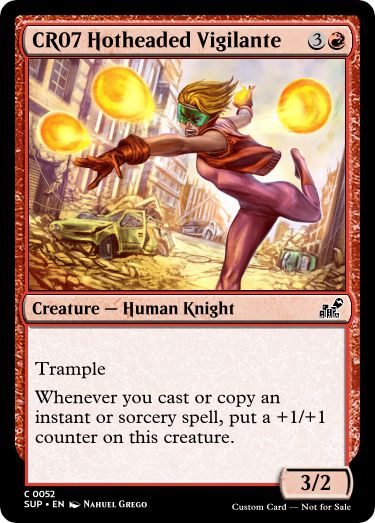 CR07 Hotheaded Vigilante 3
Creature — Human Knight
Trample
Whenever you cast or copy an
instant or sorcery spell, put a +1/+1
counter on this creature.
3/2
C 0052
SUP • EN Nahuel Grego
Custom Card — Not for Sale